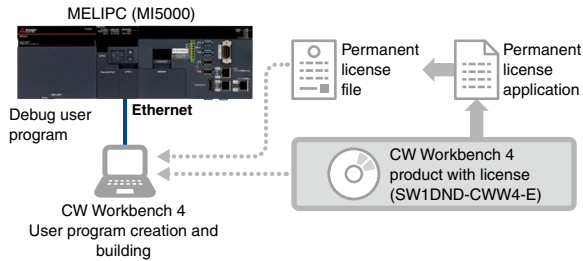 MELIPC (MI5000)
Permanent
license
file
Permanent
license
application
Debug user
program
Ethernet
CW Workbench 4
product with license
(SW1DND-CWW4-E)
CW Workbench 4
User program creation and
building